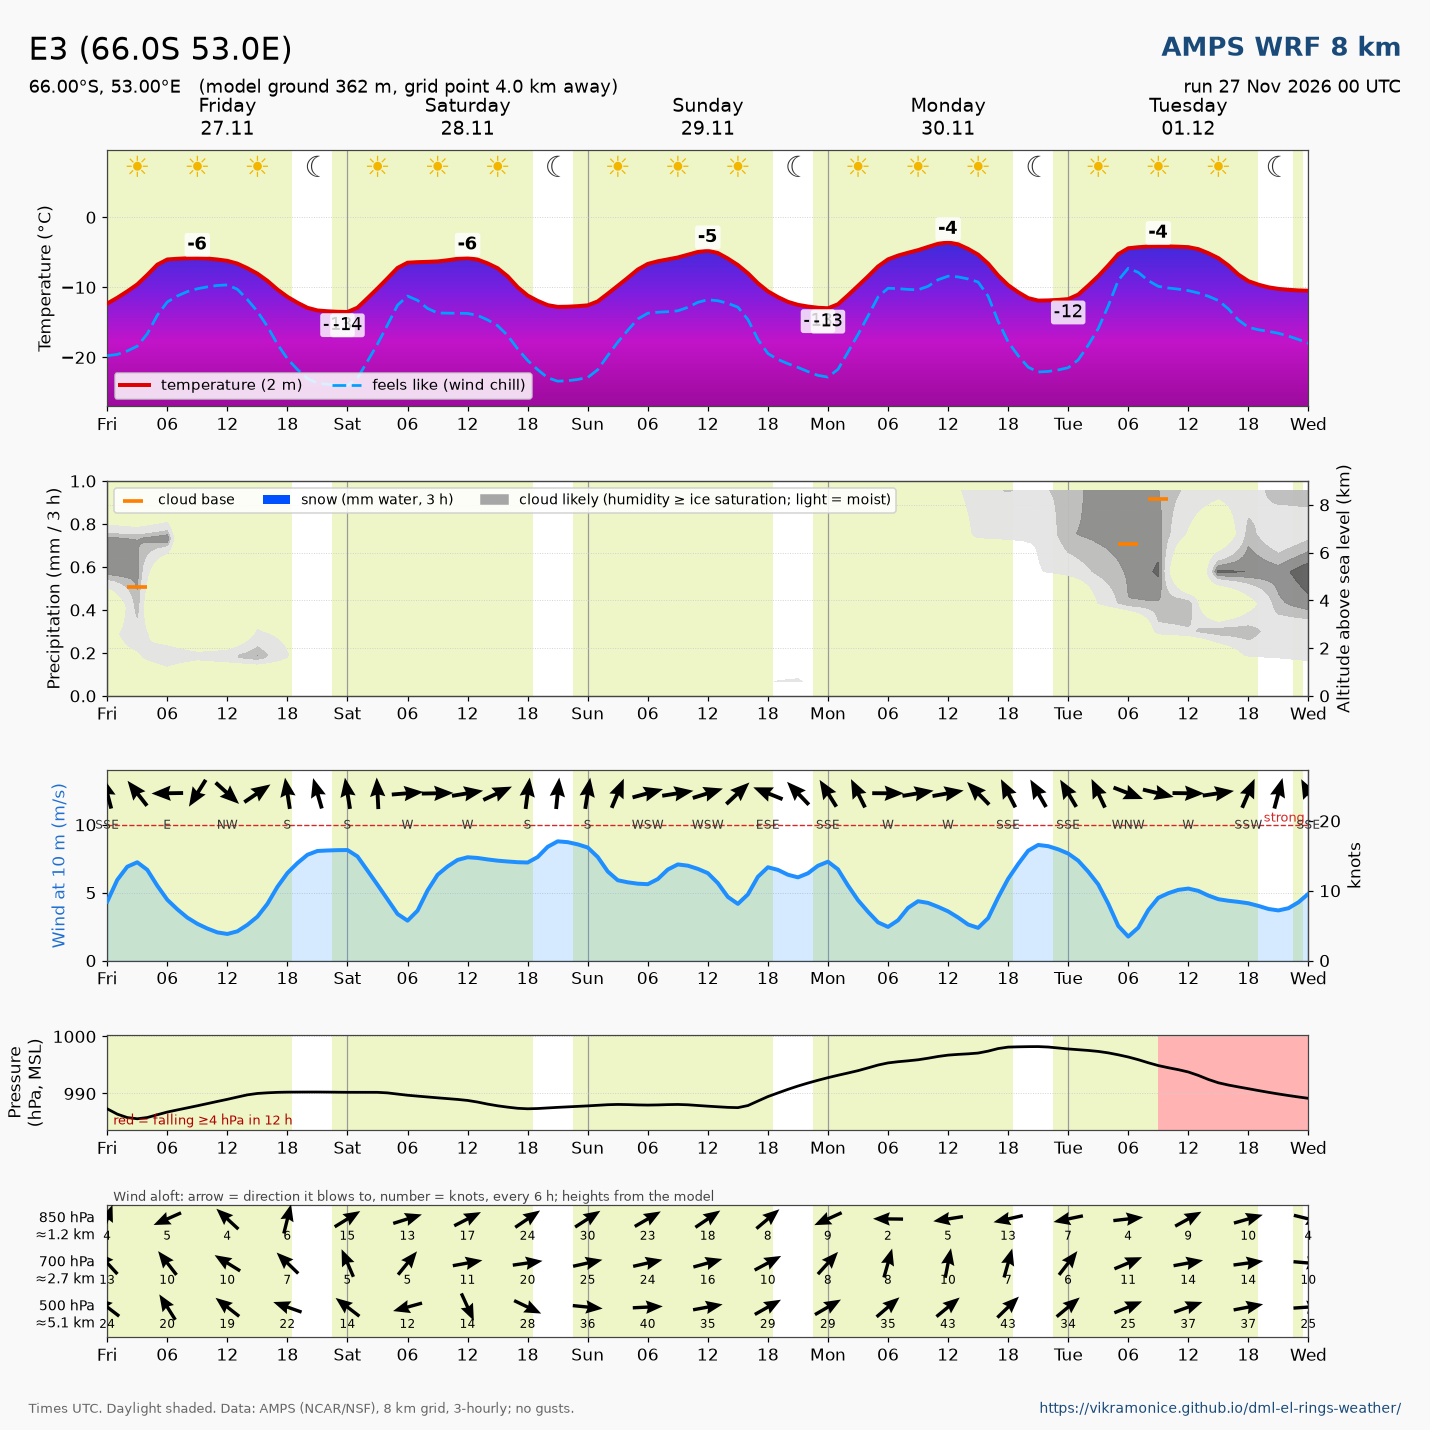 E3 (66.0S 53.0E)
AMPS WRF 8 km
66.00°S, 53.00°E (model ground 362 m, grid point 4.0 km away)
run 27 Nov 2026 00 UTC
Friday Saturday Sunday Monday Tuesday
27.11 28.11 29.11 30.11 01.12
Temperature (°C)
0
−10
−20
-6 -6 -5 -4 -4
-14 -13 -12
temperature (2 m) feels like (wind chill)
Fri 06 12 18 Sat 06 12 18 Sun 06 12 18 Mon 06 12 18 Tue 06 12 18 Wed
Precipitation (mm / 3 h)
1.0
0.8
0.6
0.4
0.2
0.0
cloud base snow (mm water, 3 h) cloud likely (humidity ≥ ice saturation; light = moist)
Altitude above sea level (km)
8
6
4
2
0
Fri 06 12 18 Sat 06 12 18 Sun 06 12 18 Mon 06 12 18 Tue 06 12 18 Wed
Wind at 10 m (m/s)
10
5
0
SSE E NW S S W W S S WSW WSW ESE SSE W W SSE SSE WNW W SSW SSE
strong
knots
20
10
0
Fri 06 12 18 Sat 06 12 18 Sun 06 12 18 Mon 06 12 18 Tue 06 12 18 Wed
Pressure
(hPa, MSL)
1000
990
red = falling ≥4 hPa in 12 h
Fri 06 12 18 Sat 06 12 18 Sun 06 12 18 Mon 06 12 18 Tue 06 12 18 Wed
Wind aloft: arrow = direction it blows to, number = knots, every 6 h; heights from the model
850 hPa
≈1.2 km 4 5 4 6 15 13 17 24 30 23 18 8 9 2 5 13 7 4 9 10 4
700 hPa
≈2.7 km 13 10 10 7 5 5 11 20 25 24 16 10 8 8 10 7 6 11 14 14 10
500 hPa
≈5.1 km 24 20 19 22 14 12 14 28 36 40 35 29 29 35 43 43 34 25 37 37 25
Fri 06 12 18 Sat 06 12 18 Sun 06 12 18 Mon 06 12 18 Tue 06 12 18 Wed
Times UTC. Daylight shaded. Data: AMPS (NCAR/NSF), 8 km grid, 3-hourly; no gusts.
https://vikramonice.github.io/dml-el-rings-weather/